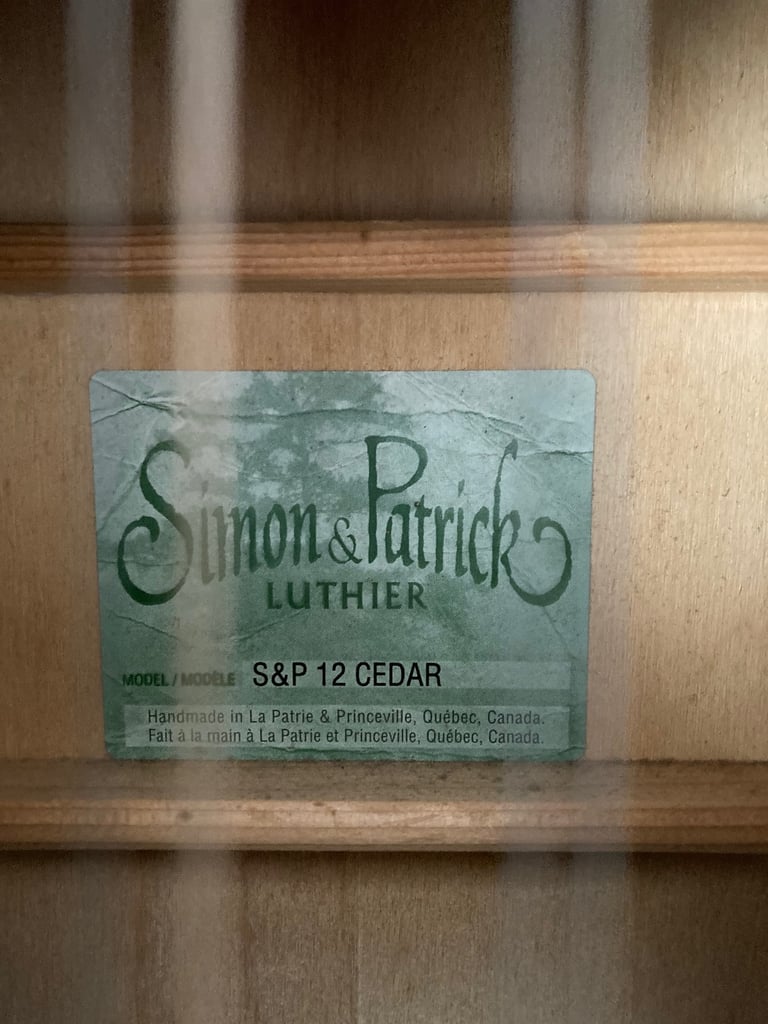 Simon & Patrick
LUTHIER
MODEL / MODÈLE S&P 12 CEDAR
Handmade in La Patrie & Princeville, Québec, Canada.
Fait à la main à La Patrie et Princeville, Québec, Canada.